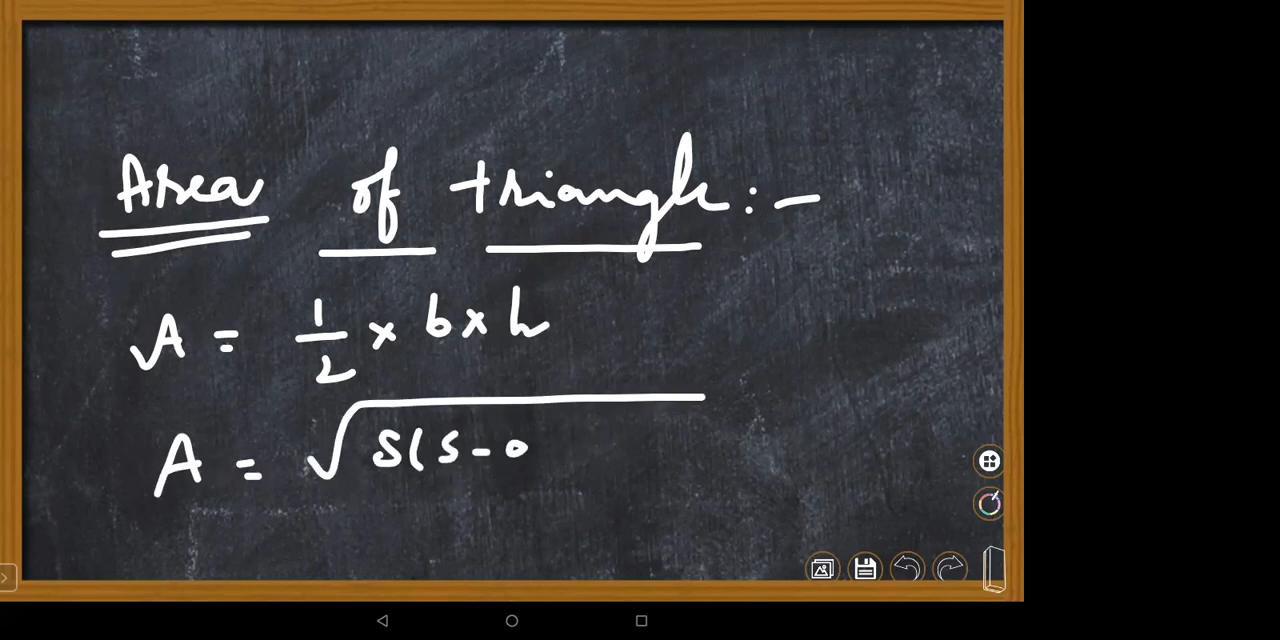 Area of triangle:-
A = 1/2 × b × h
A = √S(S-